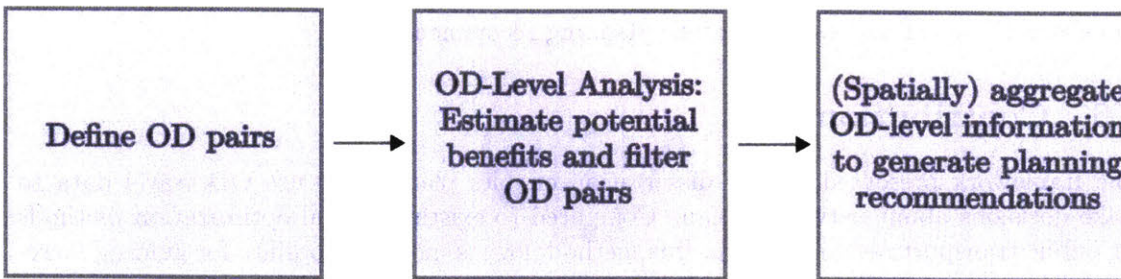 Define OD pairs
OD-Level Analysis:
Estimate potential
benefits and filter
OD pairs
(Spatially) aggregate
OD-level information
to generate planning
recommendations